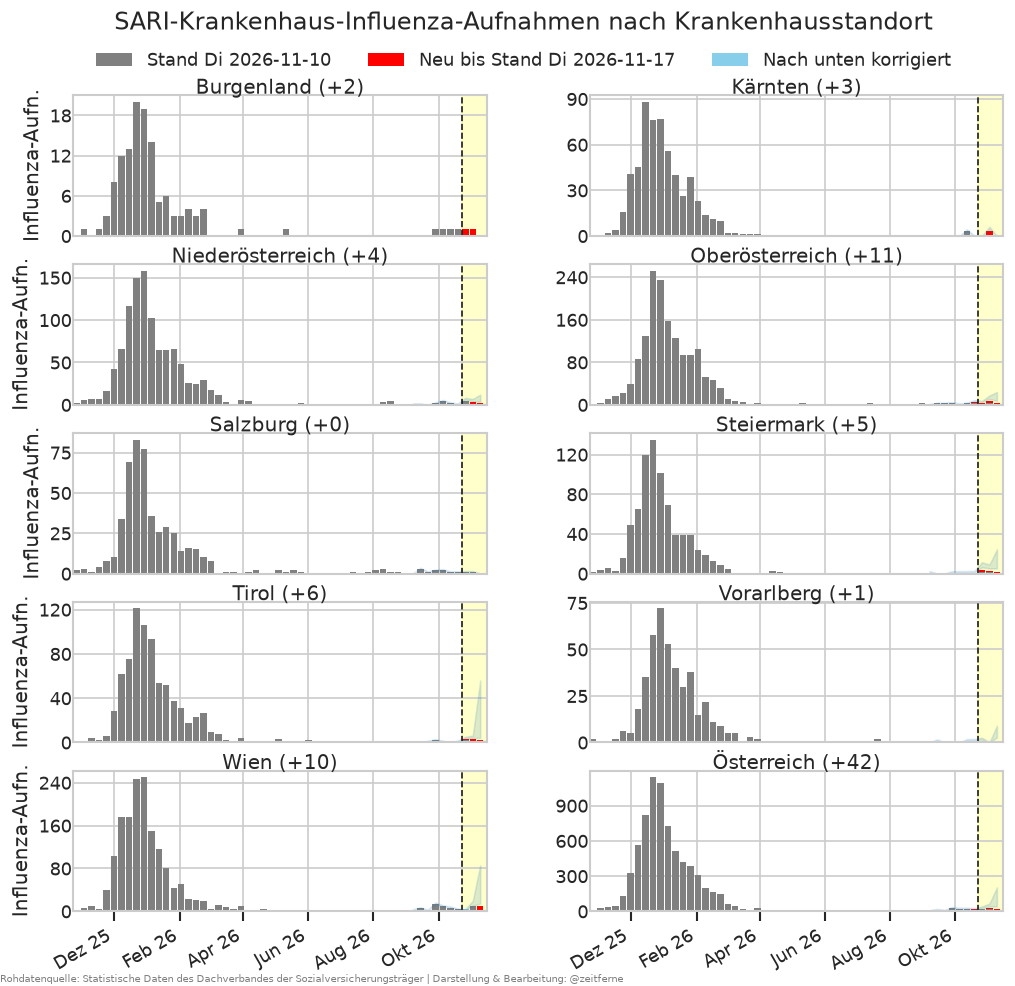 SARI-Krankenhaus-Influenza-Aufnahmen nach Krankenhausstandort
Stand Di 2026-11-10 Neu bis Stand Di 2026-11-17 Nach unten korrigiert
Burgenland (+2) Kärnten (+3)
Influenza-Aufn.
18
12
6
0
90
60
30
0
Niederösterreich (+4) Oberösterreich (+11)
Influenza-Aufn.
150
100
50
0
240
160
80
0
Salzburg (+0) Steiermark (+5)
Influenza-Aufn.
75
50
25
0
120
80
40
0
Tirol (+6) Vorarlberg (+1)
Influenza-Aufn.
120
80
40
0
75
50
25
0
Wien (+10) Österreich (+42)
Influenza-Aufn.
240
160
80
0
900
600
300
0
Dez 25 Feb 26 Apr 26 Jun 26 Aug 26 Okt 26 Dez 25 Feb 26 Apr 26 Jun 26 Aug 26 Okt 26
Rohdatenquelle: Statistische Daten des Dachverbandes der Sozialversicherungsträger | Darstellung & Bearbeitung: @zeitferne